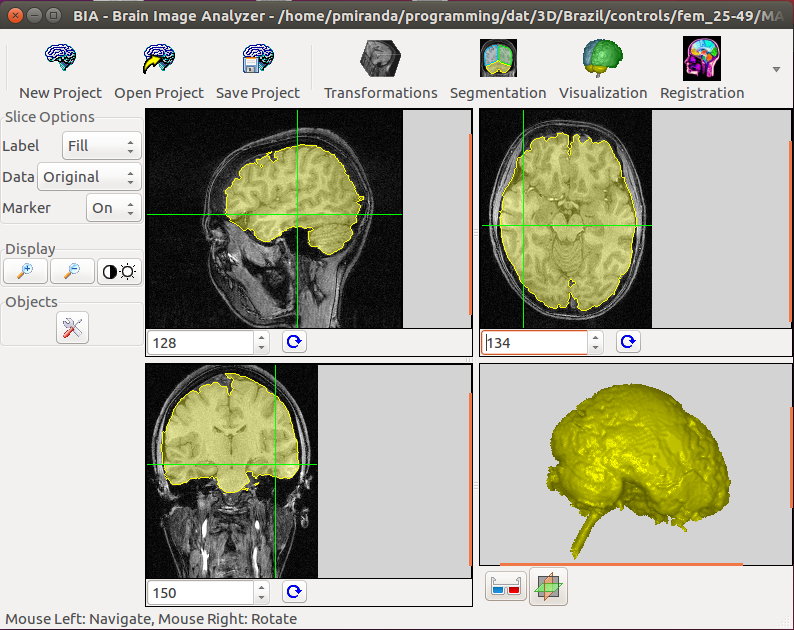 BIA - Brain Image Analyzer - /home/pmiranda/programming/dat/3D/Brazil/controls/fem_25-49/MA
New Project Open Project Save Project Transformations Segmentation Visualization Registration
Slice Options
Label Fill
Data Original
Marker On
Display
Objects
128
134
150
Mouse Left: Navigate, Mouse Right: Rotate